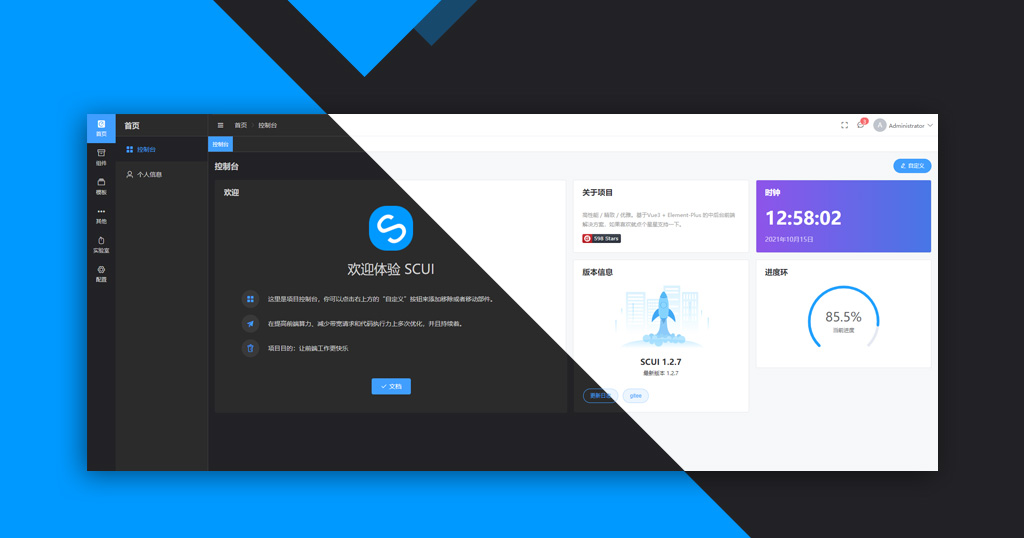 首页
组件
模板
其他
实验室
配置
首页
控制台
个人信息
首页 控制台
3
A Administrator
控制台
控制台
自定义
欢迎
欢迎体验 SCUI
这里是项目控制台，你可以点击右上方的“自定义”按钮来添加移除或者移动部件。
在提高前端算力、减少带宽请求和代码执行力上多次优化，并且持续着。
项目目的：让前端工作更快乐
文档
关于项目
高性能 / 精致 / 优雅。基于Vue3 + Element-Plus 的中后台前端
解决方案，如果喜欢就点个星星支持一下。
598 Stars
时钟
12:58:02
2021年10月15日
版本信息
SCUI 1.2.7
最新版本 1.2.7
更新日志
gitee
进度环
85.5%
当前进度